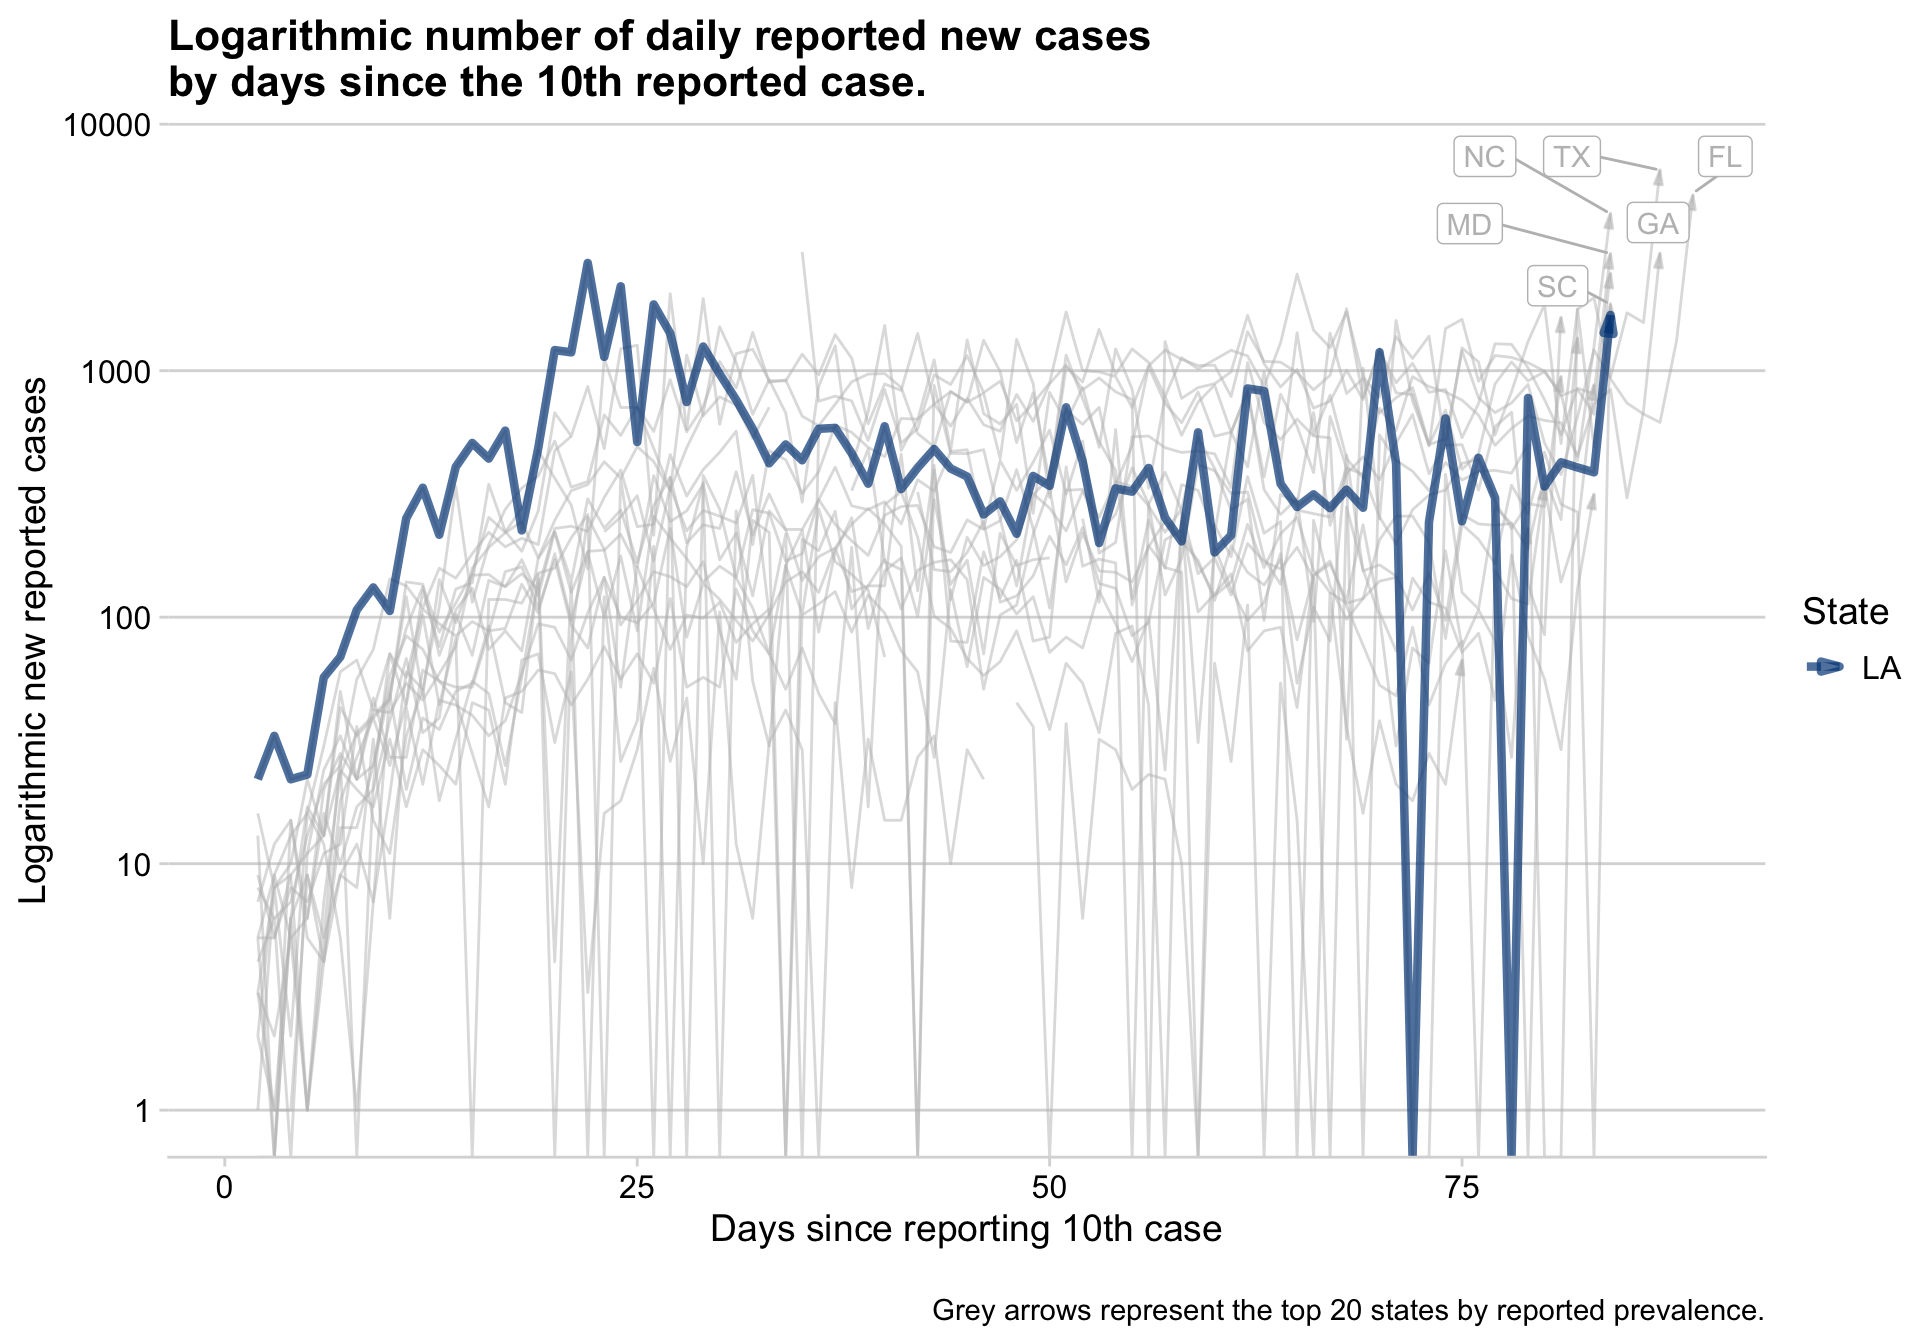 Logarithmic number of daily reported new cases
by days since the 10th reported case.
Logarithmic new reported cases
10000
1000
100
10
1
NC
TX
FL
MD
GA
SC
State
LA
0
25
50
75
Days since reporting 10th case
Grey arrows represent the top 20 states by reported prevalence.